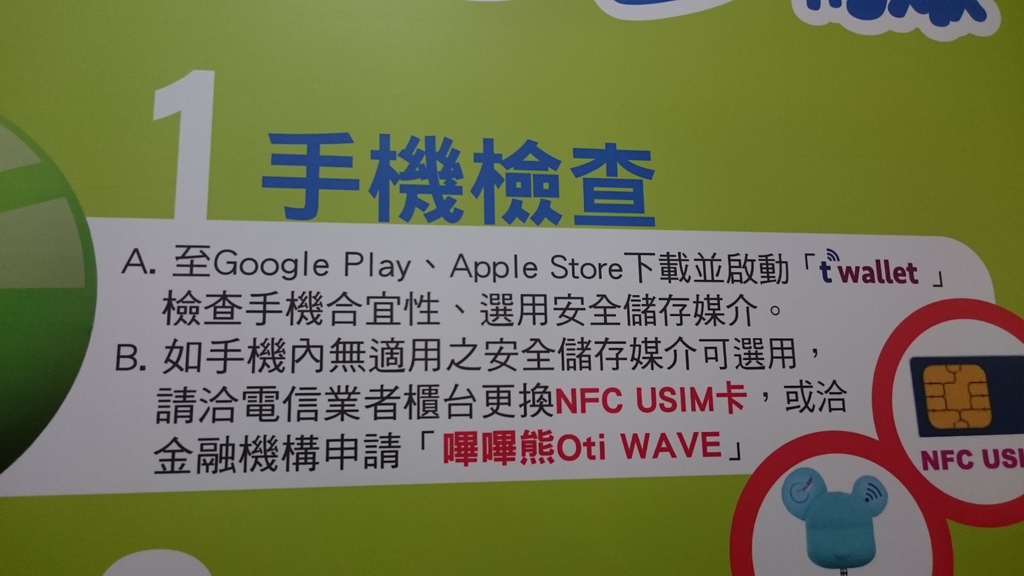 1 手機檢查
A. 至Google Play、Apple Store下載並啟動「t wallet」
檢查手機合宜性、選用安全儲存媒介。
B. 如手機內無適用之安全儲存媒介可選用，
請洽電信業者櫃台更換NFC USIM卡，或洽
金融機構申請「嗶嗶熊Oti WAVE」
NFC